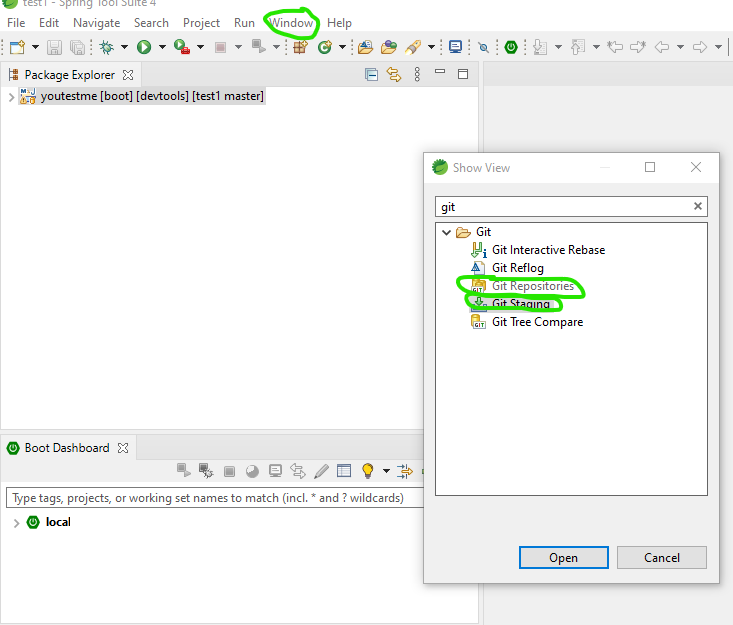 test1 - Spring Tool Suite 4
File Edit Navigate Search Project Run Window Help
Package Explorer
youtestme [boot] [devtools] [test1 master]
Show View
git
Git
Git Interactive Rebase
Git Reflog
Git Repositories
Git Staging
Git Tree Compare
Boot Dashboard
Type tags, projects, or working set names to match (incl. * and ? wildcards)
local
Open Cancel